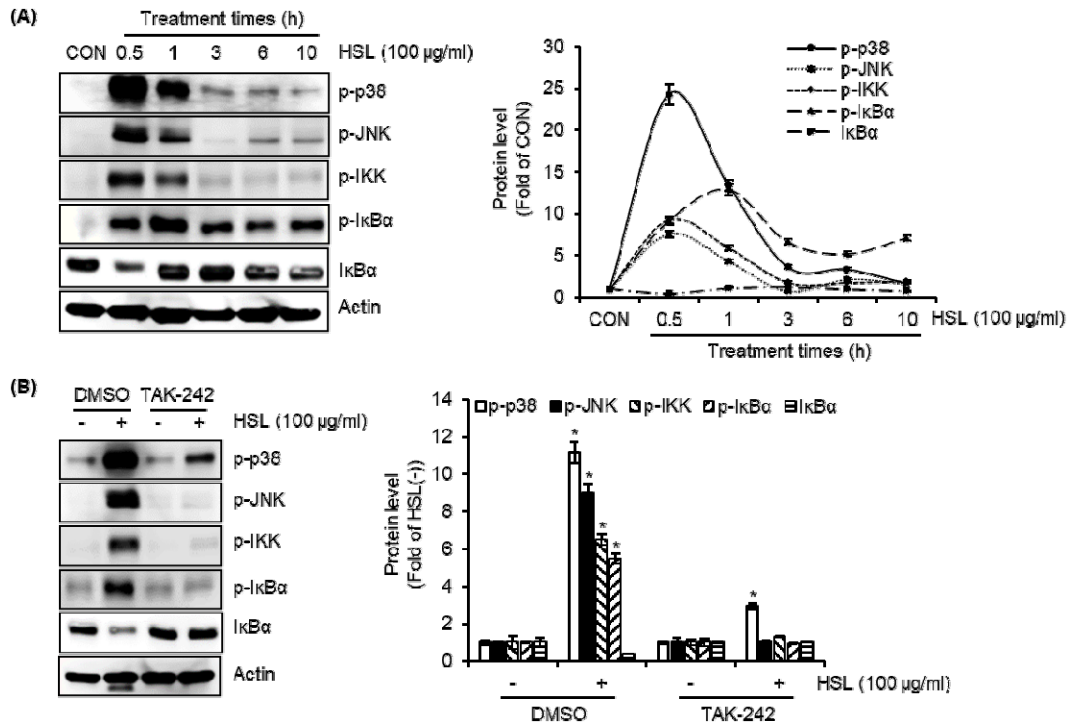 (A)
Treatment times (h)
CON 0.5 1 3 6 10 HSL (100 µg/ml)
p-p38
p-JNK
p-IKK
p-IκBα
IκBα
Actin
Protein level
(Fold of CON)
30
25
20
15
10
5
0
p-p38
p-JNK
p-IKK
p-IκBα
IκBα
CON 0.5 1 3 6 10 HSL (100 µg/ml)
Treatment times (h)
(B)
DMSO TAK-242
- + - + HSL (100 µg/ml)
p-p38
p-JNK
p-IKK
p-IκBα
IκBα
Actin
Protein level
(Fold of HSL(-))
14
12
10
8
6
4
2
0
p-p38 p-JNK p-IKK p-IκBα IκBα
* * * * *
- + - + HSL (100 µg/ml)
DMSO TAK-242